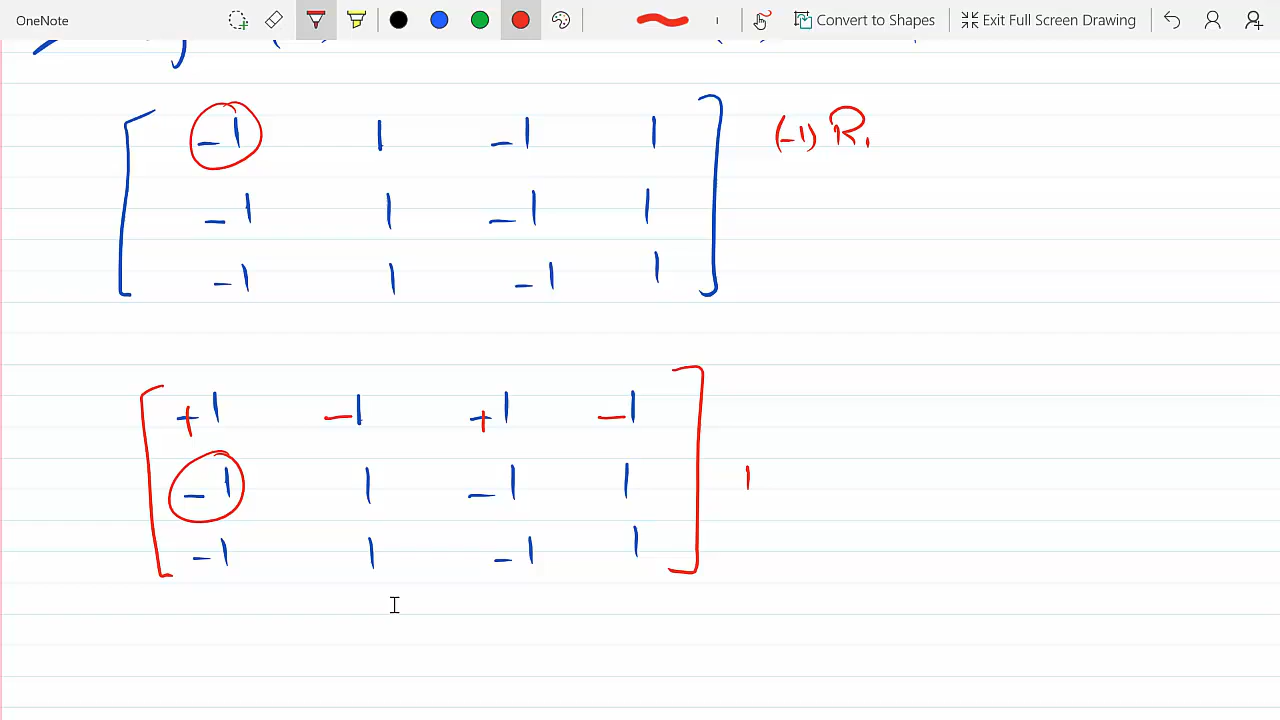 OneNote Convert to Shapes Exit Full Screen Drawing
-1 1 -1 1 (-1) R₁
-1 1 -1 1
-1 1 -1 1
+1 -1 +1 -1
-1 1 -1 1 1
-1 1 -1 1